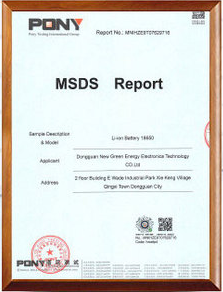 PONY
Pony Testing International Group
Report No.: MNHZE9707629716
MSDS Report
Sample Description
& Model
Li-ion Battery 18650
Applicant
Dongguan New Green Energy Electronics Technology
CO.Ltd
Address
2 floor Building E Wade Industrial Park Xie Keng Village
Qingxi Town Dongguan City
PONY